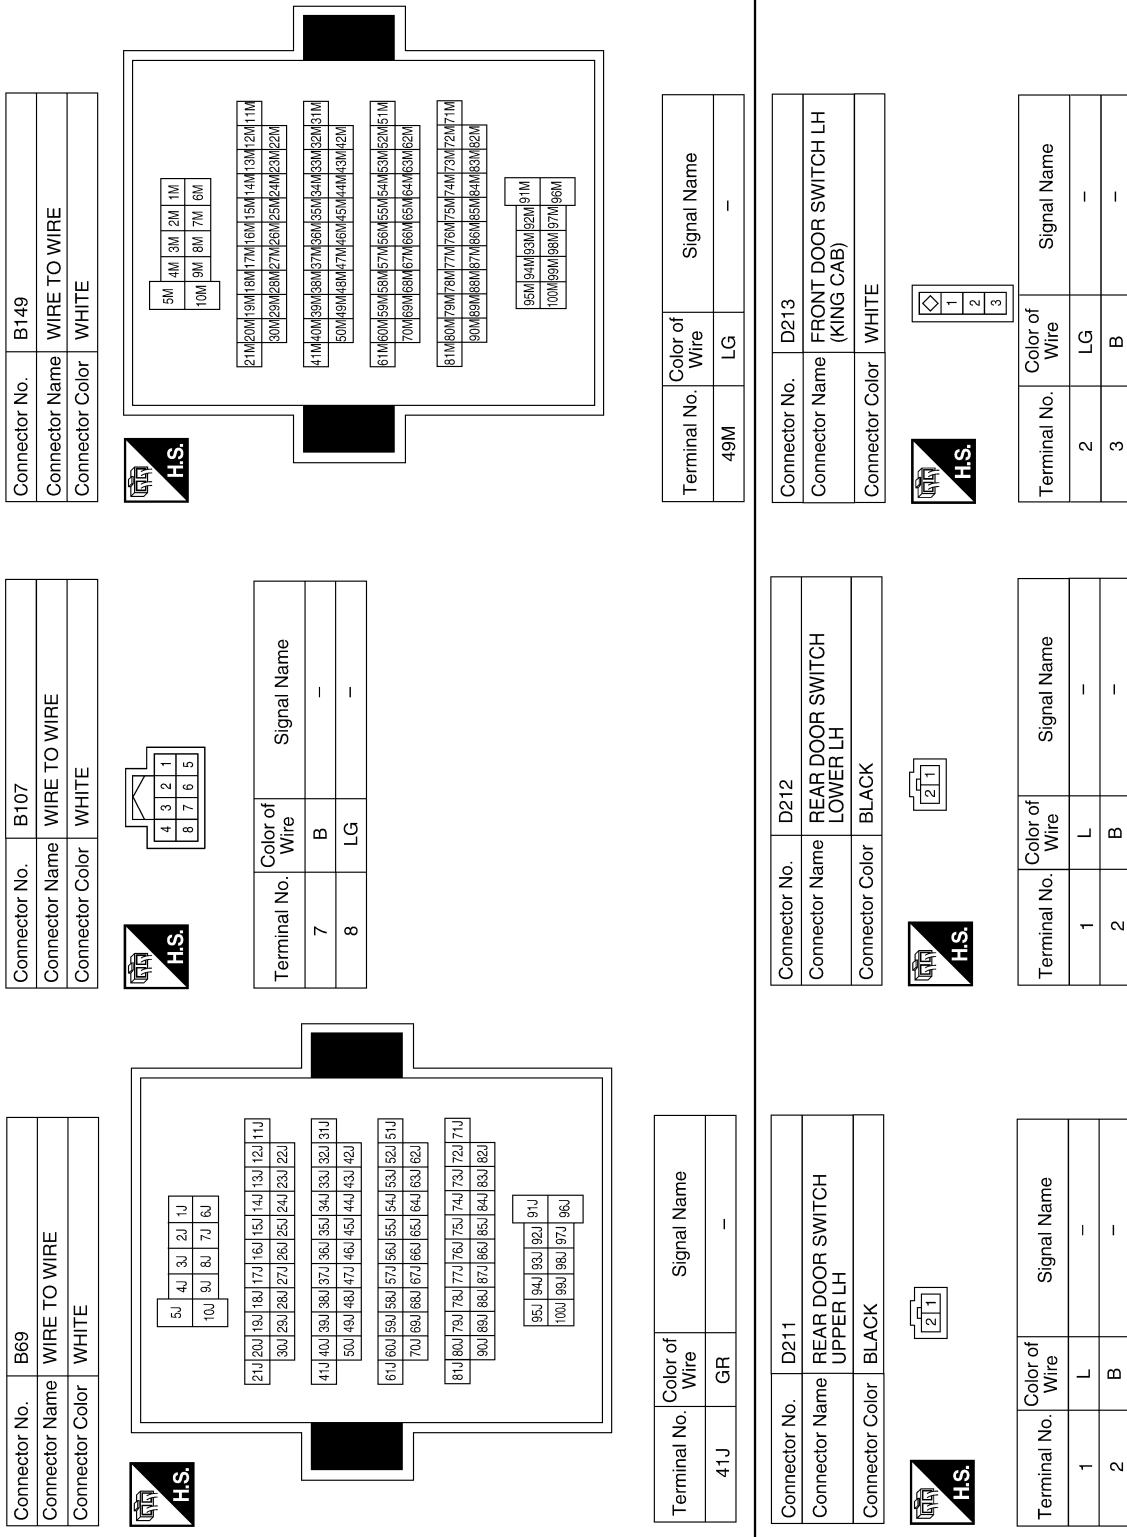 Connector No. B69
Connector Name WIRE TO WIRE
Connector Color WHITE
H.S.
5J 4J 3J 2J 1J
10J 9J 8J 7J 6J
21J 20J 19J 18J 17J 16J 15J 14J 13J 12J 11J
30J 29J 28J 27J 26J 25J 24J 23J 22J
41J 40J 39J 38J 37J 36J 35J 34J 33J 32J 31J
50J 49J 48J 47J 46J 45J 44J 43J 42J
61J 60J 59J 58J 57J 56J 55J 54J 53J 52J 51J
70J 69J 68J 67J 66J 65J 64J 63J 62J
81J 80J 79J 78J 77J 76J 75J 74J 73J 72J 71J
90J 89J 88J 87J 86J 85J 84J 83J 82J
95J 94J 93J 92J 91J
100J 99J 98J 97J 96J
Terminal No. Color of Wire Signal Name
41J GR –
Connector No. B107
Connector Name WIRE TO WIRE
Connector Color WHITE
H.S.
4 3 2 1
8 7 6 5
Terminal No. Color of Wire Signal Name
7 B –
8 LG –
Connector No. B149
Connector Name WIRE TO WIRE
Connector Color WHITE
H.S.
5M 4M 3M 2M 1M
10M 9M 8M 7M 6M
21M 20M 19M 18M 17M 16M 15M 14M 13M 12M 11M
30M 29M 28M 27M 26M 25M 24M 23M 22M
41M 40M 39M 38M 37M 36M 35M 34M 33M 32M 31M
50M 49M 48M 47M 46M 45M 44M 43M 42M
61M 60M 59M 58M 57M 56M 55M 54M 53M 52M 51M
70M 69M 68M 67M 66M 65M 64M 63M 62M
81M 80M 79M 78M 77M 76M 75M 74M 73M 72M 71M
90M 89M 88M 87M 86M 85M 84M 83M 82M
95M 94M 93M 92M 91M
100M 99M 98M 97M 96M
Terminal No. Color of Wire Signal Name
49M LG –
Connector No. D211
Connector Name REAR DOOR SWITCH
UPPER LH
Connector Color BLACK
H.S.
2 1
Terminal No. Color of Wire Signal Name
1 L –
2 B –
Connector No. D212
Connector Name REAR DOOR SWITCH
LOWER LH
Connector Color BLACK
H.S.
2 1
Terminal No. Color of Wire Signal Name
1 L –
2 B –
Connector No. D213
Connector Name FRONT DOOR SWITCH LH
(KING CAB)
Connector Color WHITE
H.S.
1
2
3
Terminal No. Color of Wire Signal Name
2 LG –
3 B –